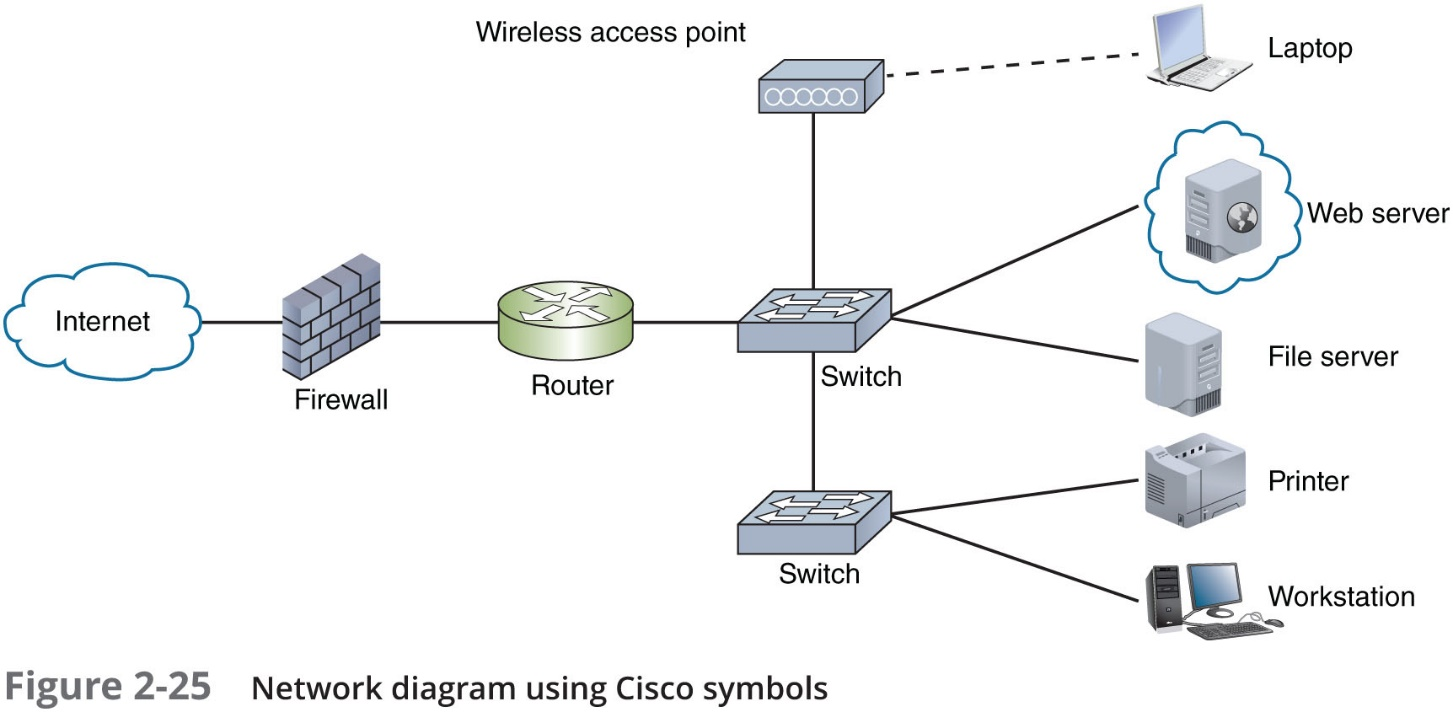 Wireless access point
Laptop
Web server
Internet
Firewall
Router
Switch
File server
Printer
Switch
Workstation
Figure 2-25 Network diagram using Cisco symbols